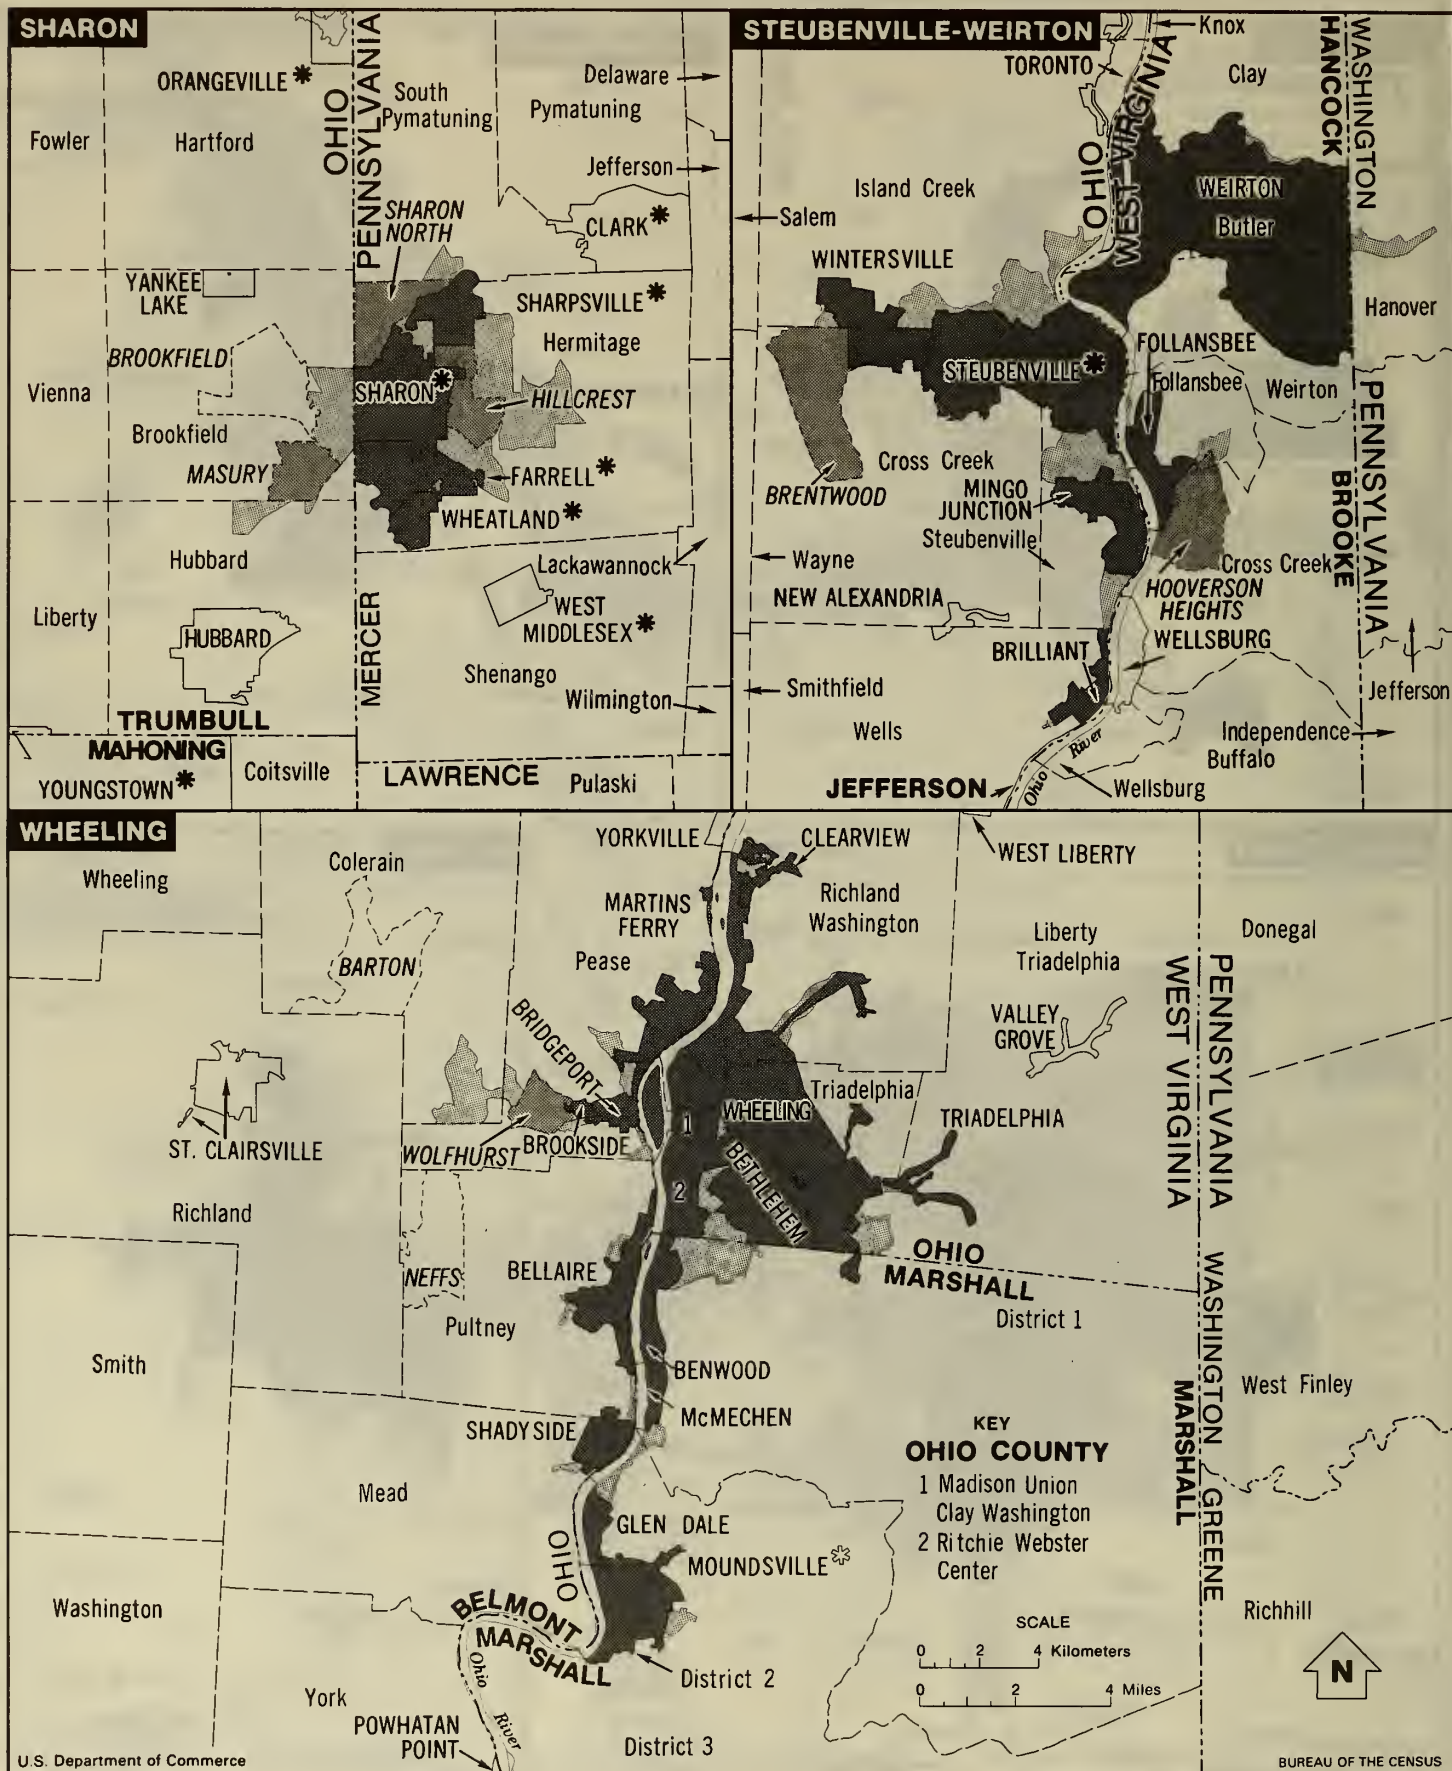 SHARON
ORANGEVILLE*
OHIO
PENNSYLVANIA
South
Pymatuning
Delaware
Pymatuning
Jefferson
Fowler
Hartford
SHARON
NORTH
CLARK*
YANKEE
LAKE
SHARPSVILLE*
Hermitage
BROOKFIELD
Vienna
SHARON*
HILLCREST
Brookfield
MASURY
FARRELL*
WHEATLAND*
Hubbard
Lackawannock
Liberty
HUBBARD
MERCER
WEST
MIDDLESEX*
Shenango
Wilmington
TRUMBULL
MAHONING
YOUNGSTOWN*
Coitsville
LAWRENCE
Pulaski
STEUBENVILLE-WEIRTON
Knox
TORONTO
Clay
HANCOCK
WASHINGTON
OHIO
WEST VIRGINIA
Island Creek
WEIRTON
Butler
Salem
WINTERSVILLE
Hanover
FOLLANSBEE
STEUBENVILLE*
Follansbee
Weirton
PENNSYLVANIA
BROOKE
Cross Creek
BRENTWOOD
MINGO
JUNCTION
Steubenville
Wayne
Cross Creek
HOOVERSON
HEIGHTS
NEW ALEXANDRIA
WELLSBURG
BRILLIANT
Smithfield
Jefferson
Wells
Independence
Buffalo
Ohio River
JEFFERSON
Wellsburg
WHEELING
YORKVILLE
CLEARVIEW
WEST LIBERTY
Wheeling
Colerain
MARTINS
FERRY
Richland
Washington
Liberty
Triadelphia
Donegal
BARTON
Pease
PENNSYLVANIA
WEST VIRGINIA
VALLEY
GROVE
BRIDGEPORT
Triadelphia
WHEELING
1
TRIADELPHIA
ST. CLAIRSVILLE
WOLFHURST
BROOKSIDE
BETHLEHEM
2
Richland
OHIO
MARSHALL
NEFFS
BELLAIRE
District 1
Pultney
Smith
BENWOOD
WASHINGTON
GREENE
MARSHALL
West Finley
McMECHEN
SHADYSIDE
KEY
OHIO COUNTY
1 Madison Union
Clay Washington
2 Ritchie Webster
Center
Mead
GLEN DALE
OHIO
MOUNDSVILLE*
Washington
BELMONT
MARSHALL
Richhill
SCALE
0 2 4 Kilometers
0 2 4 Miles
N
Ohio River
District 2
York
POWHATAN
POINT
District 3
U.S. Department of Commerce
BUREAU OF THE CENSUS